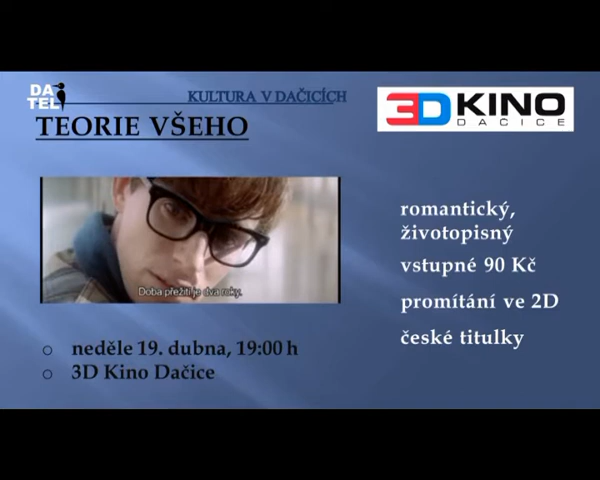 DA
TEL
KULTURA V DAČICÍCH
TEORIE VŠEHO
3D KINO
DAČICE
romantický,
životopisný
vstupné 90 Kč
promítání ve 2D
české titulky
Doba přežití je dva roky.
neděle 19. dubna, 19:00 h
3D Kino Dačice